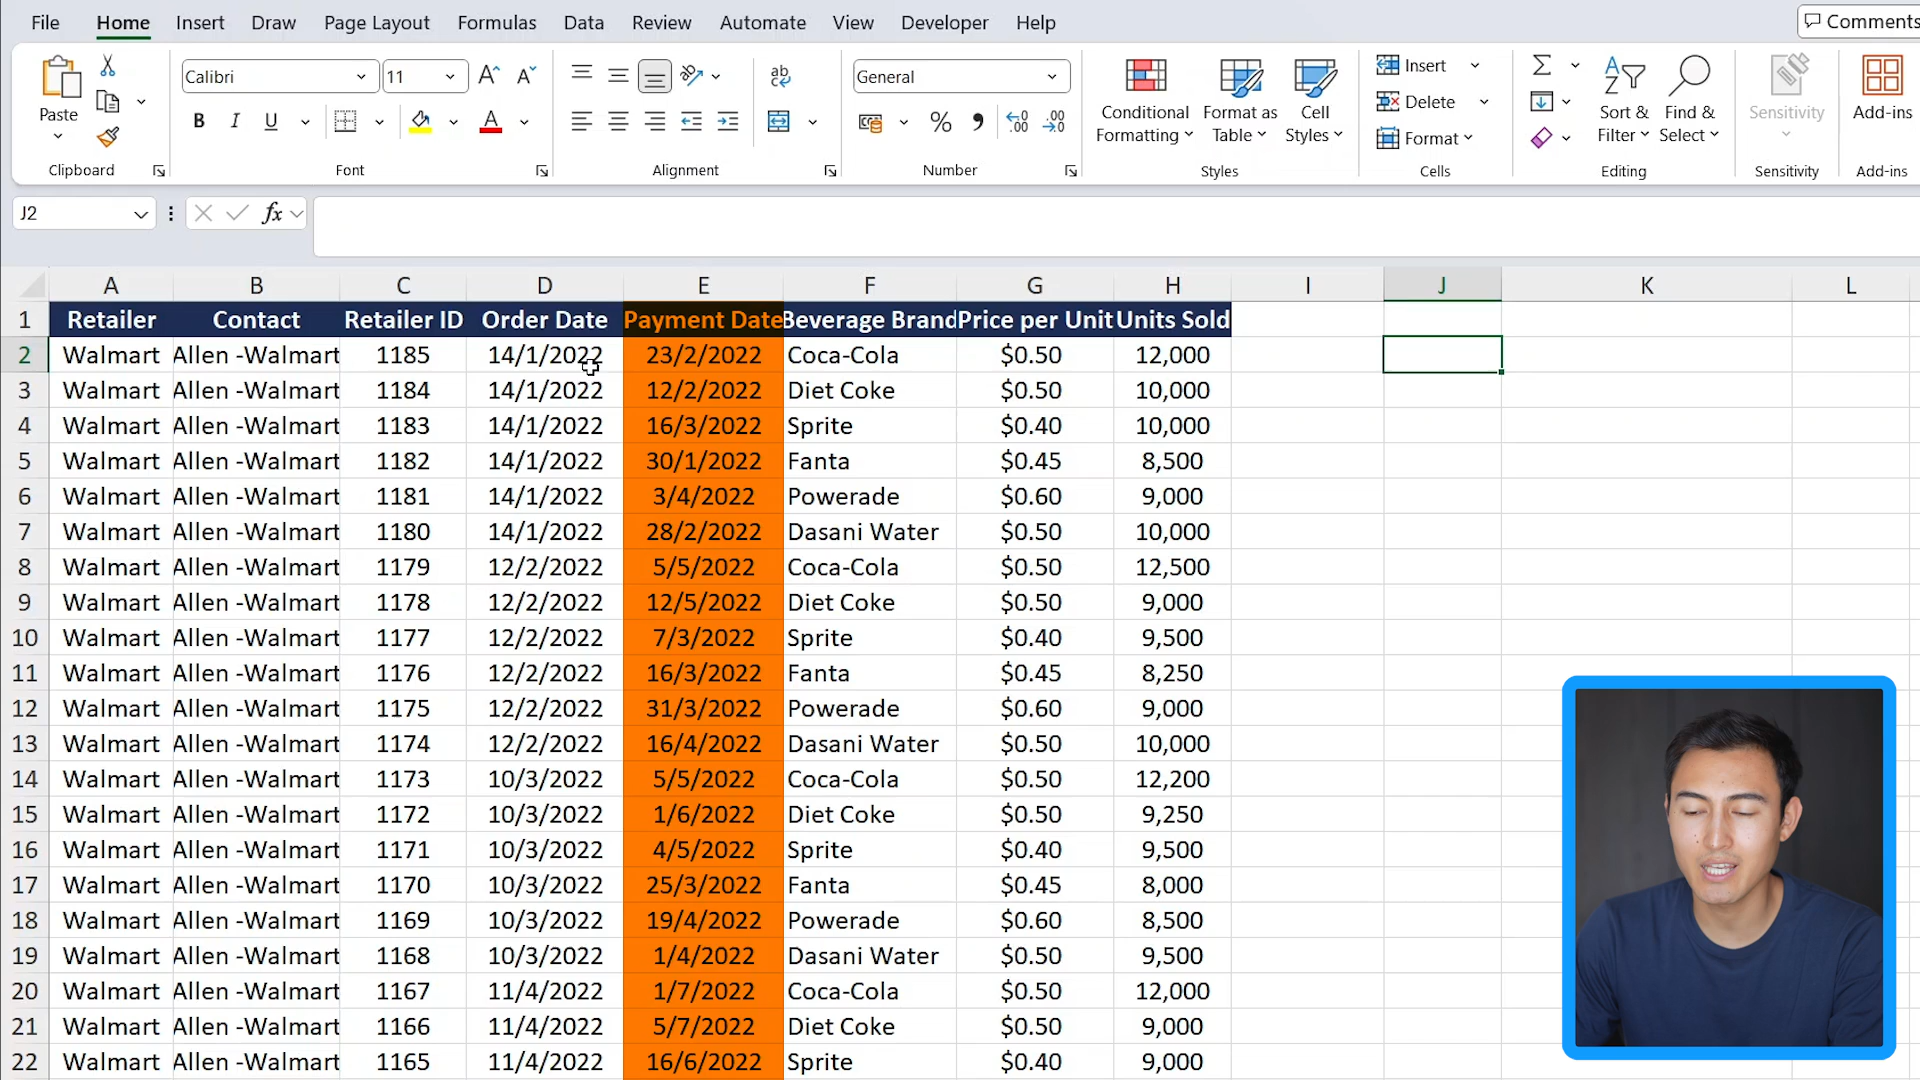 File Home Insert Draw Page Layout Formulas Data Review Automate View Developer Help Comments
Paste
Clipboard
Calibri 11
B I U A
Font
ab
Alignment
General
% 9 .00
Number
Conditional Formatting
Format as Table
Cell Styles
Styles
Insert
Delete
Format
Cells
Sort & Filter
Find & Select
Editing
Sensitivity
Sensitivity
Add-ins
Add-ins
J2 fx
A B C D E F G H I J K L
1 Retailer Contact Retailer ID Order Date Payment Date Beverage Brand Price per Unit Units Sold
2 Walmart Allen -Walmart 1185 14/1/2022 23/2/2022 Coca-Cola $0.50 12,000
3 Walmart Allen -Walmart 1184 14/1/2022 12/2/2022 Diet Coke $0.50 10,000
4 Walmart Allen -Walmart 1183 14/1/2022 16/3/2022 Sprite $0.40 10,000
5 Walmart Allen -Walmart 1182 14/1/2022 30/1/2022 Fanta $0.45 8,500
6 Walmart Allen -Walmart 1181 14/1/2022 3/4/2022 Powerade $0.60 9,000
7 Walmart Allen -Walmart 1180 14/1/2022 28/2/2022 Dasani Water $0.50 10,000
8 Walmart Allen -Walmart 1179 12/2/2022 5/5/2022 Coca-Cola $0.50 12,500
9 Walmart Allen -Walmart 1178 12/2/2022 12/5/2022 Diet Coke $0.50 9,000
10 Walmart Allen -Walmart 1177 12/2/2022 7/3/2022 Sprite $0.40 9,500
11 Walmart Allen -Walmart 1176 12/2/2022 16/3/2022 Fanta $0.45 8,250
12 Walmart Allen -Walmart 1175 12/2/2022 31/3/2022 Powerade $0.60 9,000
13 Walmart Allen -Walmart 1174 12/2/2022 16/4/2022 Dasani Water $0.50 10,000
14 Walmart Allen -Walmart 1173 10/3/2022 5/5/2022 Coca-Cola $0.50 12,200
15 Walmart Allen -Walmart 1172 10/3/2022 1/6/2022 Diet Coke $0.50 9,250
16 Walmart Allen -Walmart 1171 10/3/2022 4/5/2022 Sprite $0.40 9,500
17 Walmart Allen -Walmart 1170 10/3/2022 25/3/2022 Fanta $0.45 8,000
18 Walmart Allen -Walmart 1169 10/3/2022 19/4/2022 Powerade $0.60 8,500
19 Walmart Allen -Walmart 1168 10/3/2022 1/4/2022 Dasani Water $0.50 9,500
20 Walmart Allen -Walmart 1167 11/4/2022 1/7/2022 Coca-Cola $0.50 12,000
21 Walmart Allen -Walmart 1166 11/4/2022 5/7/2022 Diet Coke $0.50 9,000
22 Walmart Allen -Walmart 1165 11/4/2022 16/6/2022 Sprite $0.40 9,000